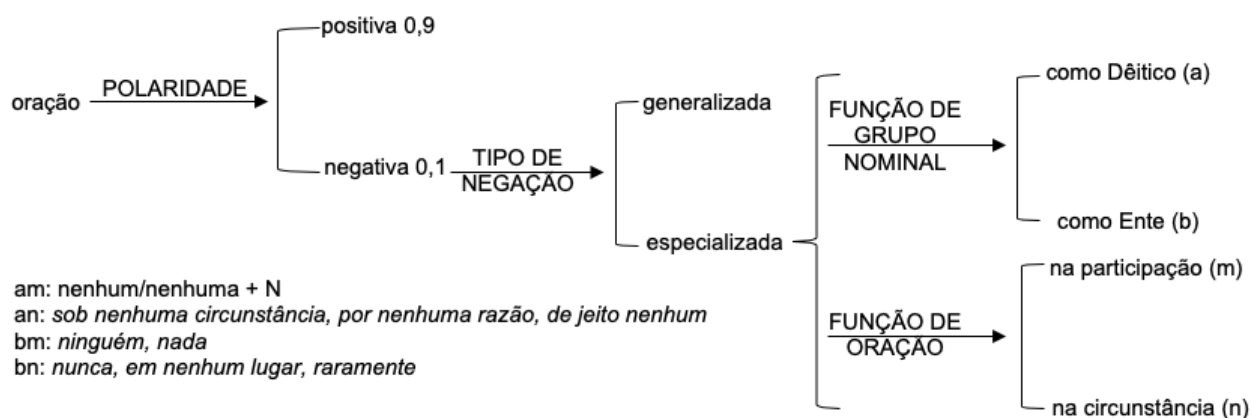 positiva 0,9
oração
POLARIDADE
negativa 0,1
TIPO DE
NEGAÇÃO
generalizada
especializada
FUNÇÃO DE
GRUPO
NOMINAL
como Dêitico (a)
como Ente (b)
FUNÇÃO DE
ORAÇÃO
na participação (m)
na circunstância (n)
am: nenhum/nenhuma + N
an: sob nenhuma circunstância, por nenhuma razão, de jeito nenhum
bm: ninguém, nada
bn: nunca, em nenhum lugar, raramente